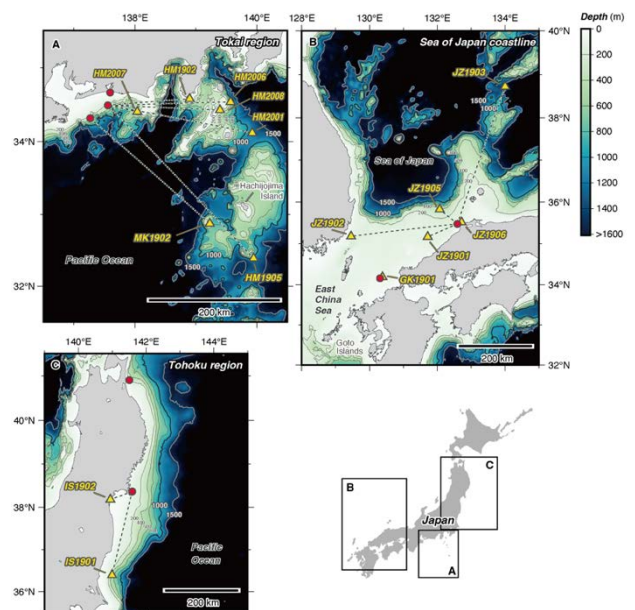 138°E
139°E
140°E
A
Tokai region
HM2007
HM1902
HM2006
HM2008
HM2001
1500
1000
34°N
Hachijojima
Island
MK1902
1000
1500
HM1905
Pacific
Ocean
32°N
200 km
130°E
132°E
134°E
40°N
B
Sea of Japan coastline
JZ1903
1500
1000
38°N
Sea of Japan
1500
1000
JZ1905
36°N
JZ1902
JZ1906
JZ1901
GK1901
34°N
East
China
Sea
Goto
Islands
200 km
32°N
Depth (m)
0
200
400
600
800
1000
1200
1400
>1600
140°E
142°E
144°E
C
Tohoku region
40°N
IS1902
1000
1500
38°N
IS1901
Pacific
Ocean
36°N
200 km
B
C
Japan
A